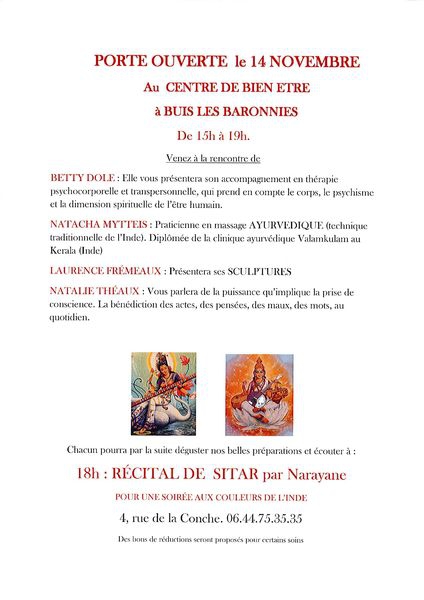 PORTE OUVERTE le 14 NOVEMBRE
Au CENTRE DE BIEN ETRE
à BUIS LES BARONNIES
De 15h à 19h.
Venez à la rencontre de
BETTY DOLE : Elle vous présentera son accompagnement en thérapie
psychocorporelle et transpersonnelle, qui prend en compte le corps, le psychisme
et la dimension spirituelle de l'être humain.
NATACHA MYTTEIS : Praticienne en massage AYURVEDIQUE (technique
traditionnelle de l'Inde). Diplômée de la clinique ayurvédique Valamkulam au
Kerala (Inde)
LAURENCE FRÉMEAUX : Présentera ses SCULPTURES
NATALIE THÉAUX : Vous parlera de la puissance qu'implique la prise de
conscience. La bénédiction des actes, des pensées, des maux, des mots, au
quotidien.
Chacun pourra par la suite déguster nos belles préparations et écouter à :
18h : RÉCITAL DE SITAR par Narayane
POUR UNE SOIRÉE AUX COULEURS DE L'INDE
4, rue de la Conche. 06.44.75.35.35
Des bons de réductions seront proposés pour certains soins